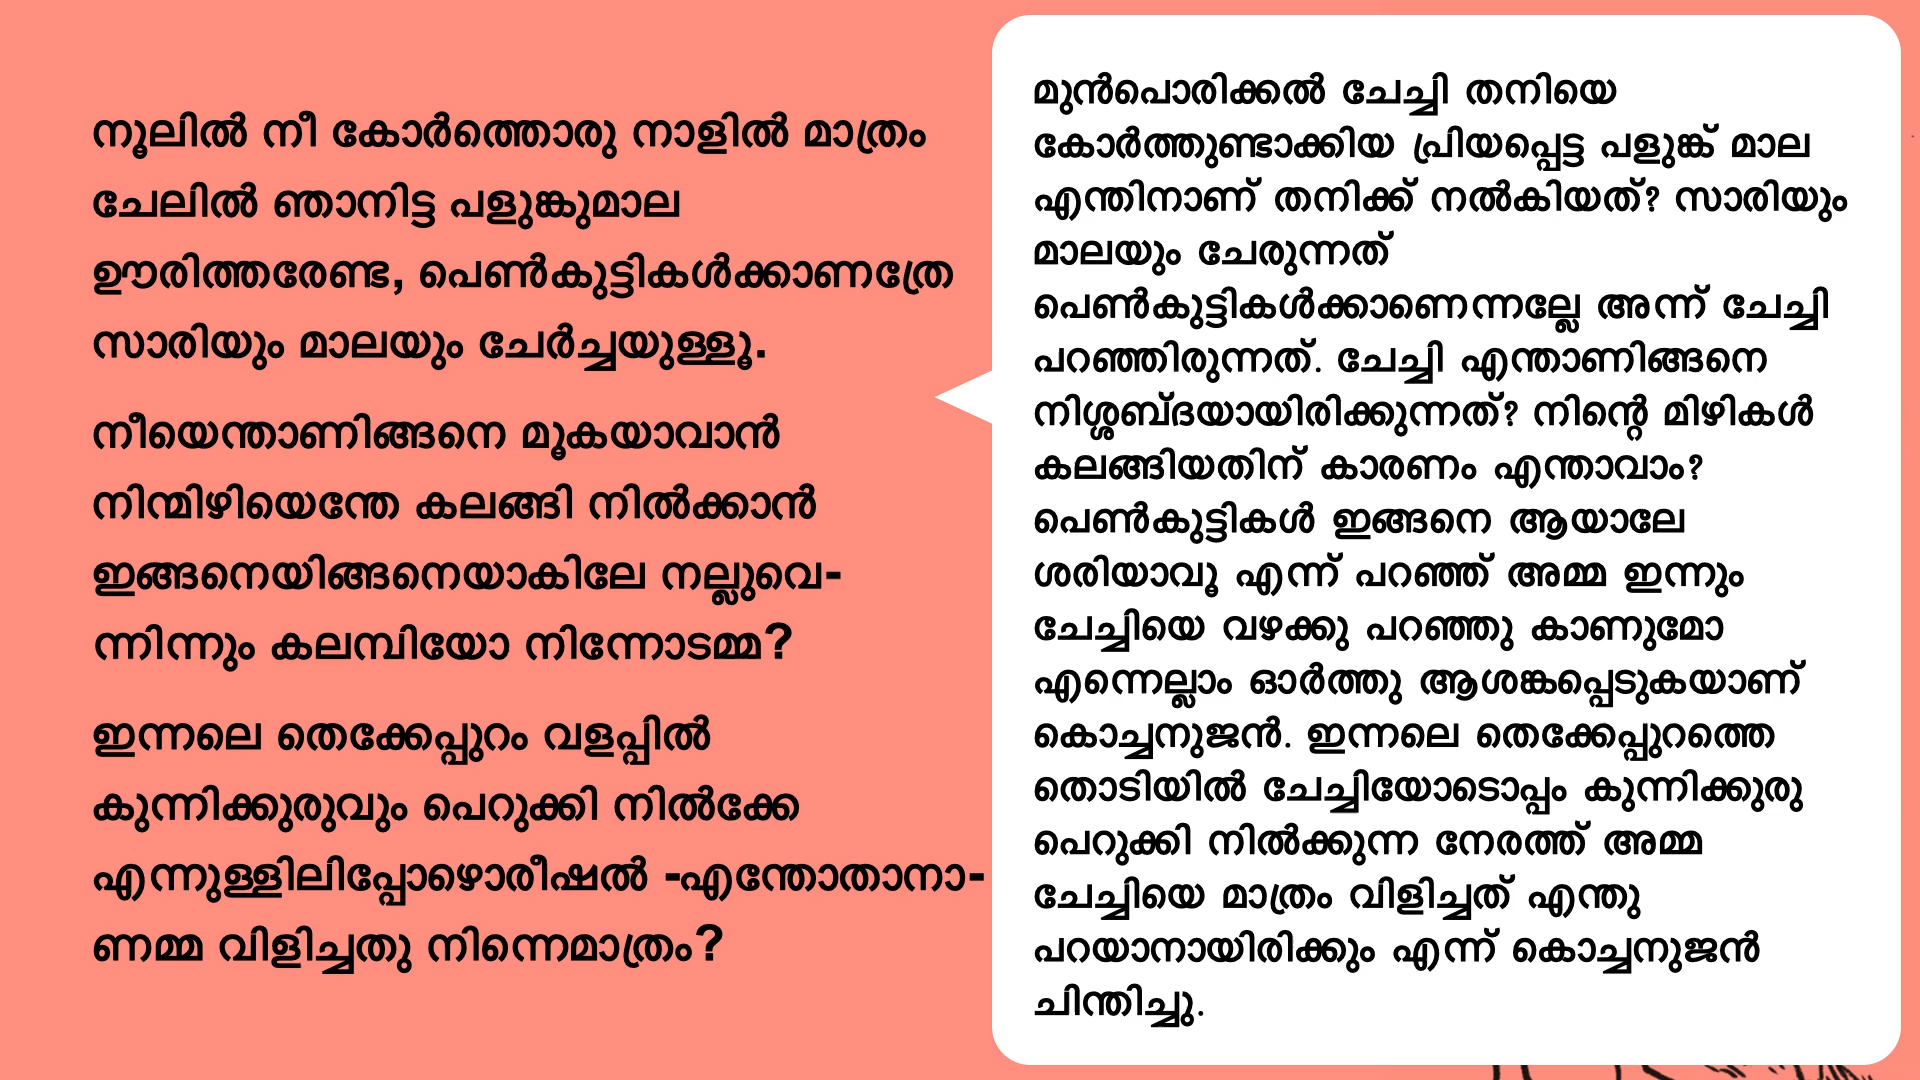 നൂലിൽ നീ കോർത്തൊരു നാളിൽ മാത്രം
ചേലിൽ ഞാനിട്ട പളുങ്കുമാല
ഊരിത്തരേണ്ട, പെൺകുട്ടികൾക്കാണത്രേ
സാരിയും മാലയും ചേർച്ചയുള്ളൂ.
നീയെന്താണിങ്ങനെ മൂകയാവാൻ
നിന്മിഴിയെന്തേ കലങ്ങി നിൽക്കാൻ
ഇങ്ങനെയിങ്ങനെയാകിലേ നല്ലുവെ-
ന്നിന്നും കലമ്പിയോ നിന്നോടമ്മ?
ഇന്നലെ തെക്കേപ്പുറം വളപ്പിൽ
കുന്നിക്കുരുവും പെറുക്കി നിൽക്കേ
എന്നുള്ളിലിപ്പോഴൊരീഷൽ -എന്തോതാനാ-
ണമ്മ വിളിച്ചതു നിന്നെമാത്രം?
മുൻപൊരിക്കൽ ചേച്ചി തനിയെ
കോർത്തുണ്ടാക്കിയ പ്രിയപ്പെട്ട പളുങ്ക് മാല
എന്തിനാണ് തനിക്ക് നൽകിയത്? സാരിയും
മാലയും ചേരുന്നത്
പെൺകുട്ടികൾക്കാണെന്നല്ലേ അന്ന് ചേച്ചി
പറഞ്ഞിരുന്നത്. ചേച്ചി എന്താണിങ്ങനെ
നിശ്ശബ്ദയായിരിക്കുന്നത്? നിന്റെ മിഴികൾ
കലങ്ങിയതിന് കാരണം എന്താവാം?
പെൺകുട്ടികൾ ഇങ്ങനെ ആയാലേ
ശരിയാവൂ എന്ന് പറഞ്ഞ് അമ്മ ഇന്നും
ചേച്ചിയെ വഴക്കു പറഞ്ഞു കാണുമോ
എന്നെല്ലാം ഓർത്തു ആശങ്കപ്പെടുകയാണ്
കൊച്ചനുജൻ. ഇന്നലെ തെക്കേപ്പുറത്തെ
തൊടിയിൽ ചേച്ചിയോടൊപ്പം കുന്നിക്കുരു
പെറുക്കി നിൽക്കുന്ന നേരത്ത് അമ്മ
ചേച്ചിയെ മാത്രം വിളിച്ചത് എന്തു
പറയാനായിരിക്കും എന്ന് കൊച്ചനുജൻ
ചിന്തിച്ചു.